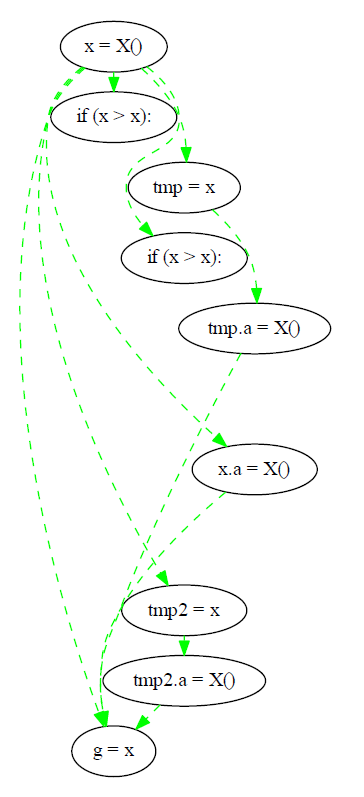 x = X()
if (x > x):
tmp = x
if (x > x):
tmp.a = X()
x.a = X()
tmp2 = x
tmp2.a = X()
g = x